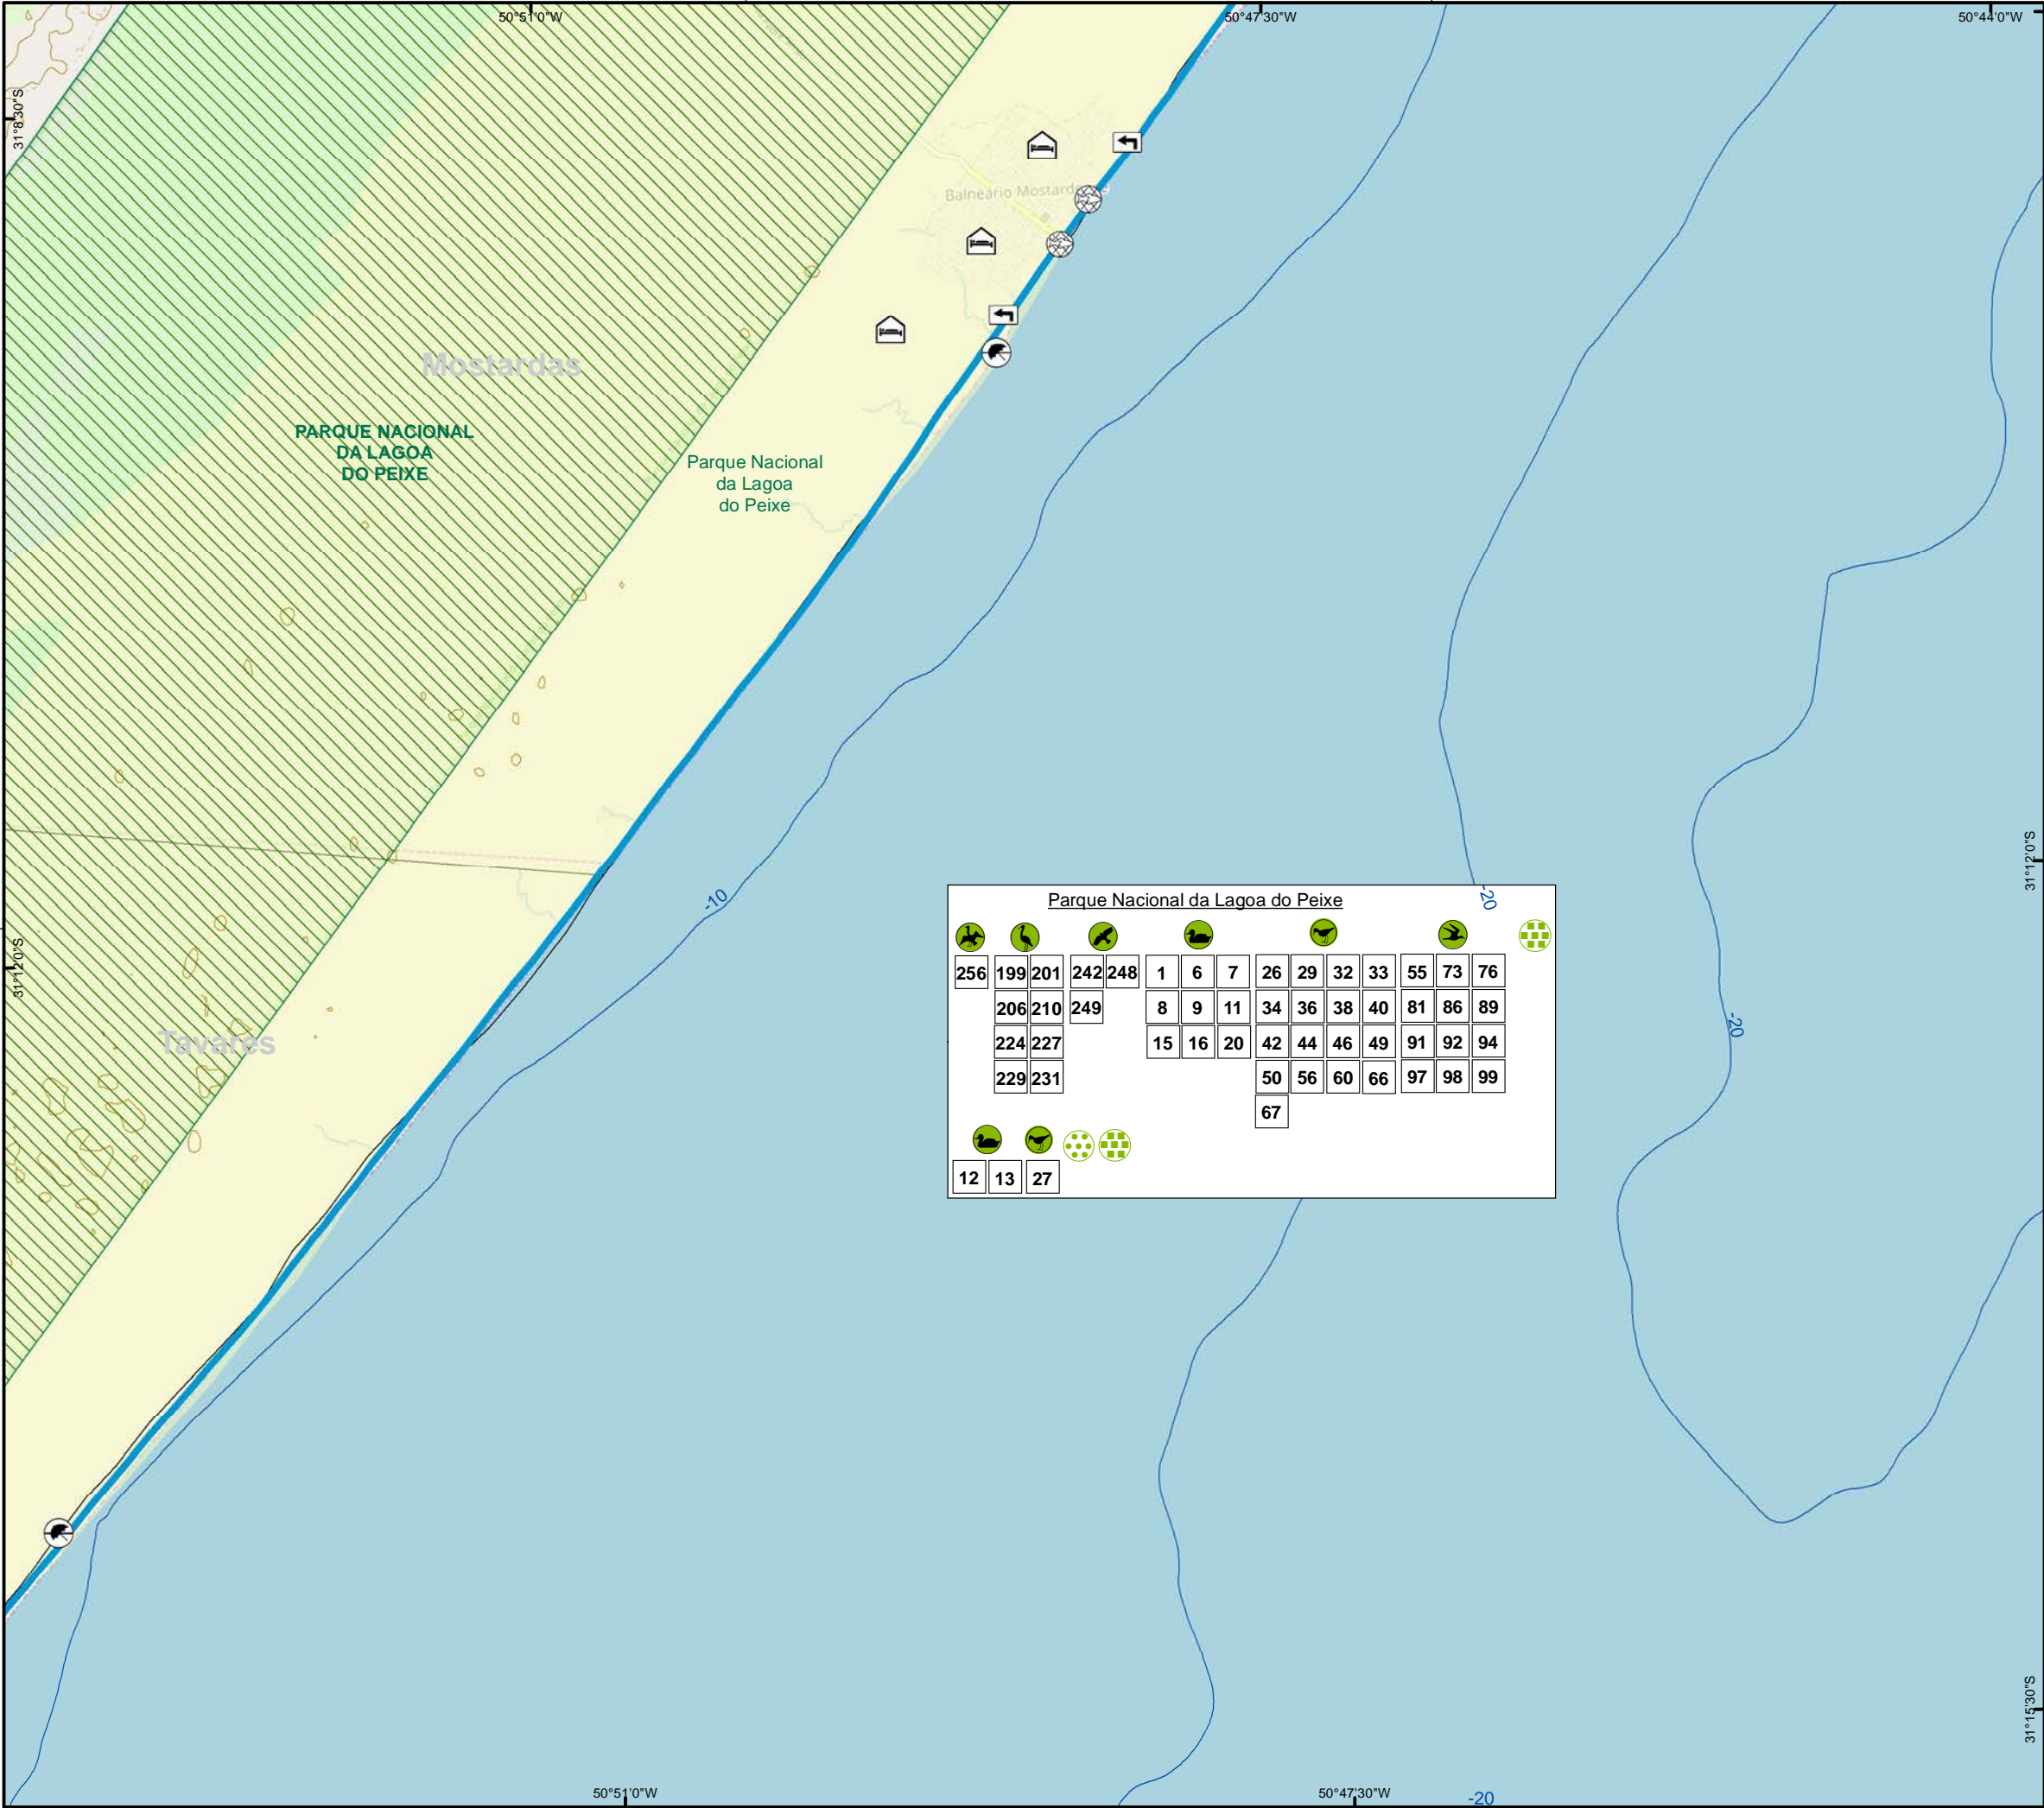 50°51'0"W
50°47'30"W
50°44'0"W
31°8'30"S
Balneário Mostard
Mostardas
PARQUE NACIONAL
DA LAGOA
DO PEIXE
Parque Nacional
da Lagoa
do Peixe
31°12'0"S
-10
-20
Parque Nacional da Lagoa do Peixe
256 199 201 242 248 1 6 7 26 29 32 33 55 73 76
206 210 249 8 9 11 34 36 38 40 81 86 89
224 227 15 16 20 42 44 46 49 91 92 94
229 231 50 56 60 66 97 98 99
67
12 13 27
31°12'0"S
-20
Tavares
31°15'30"S
50°51'0"W
50°47'30"W
-20